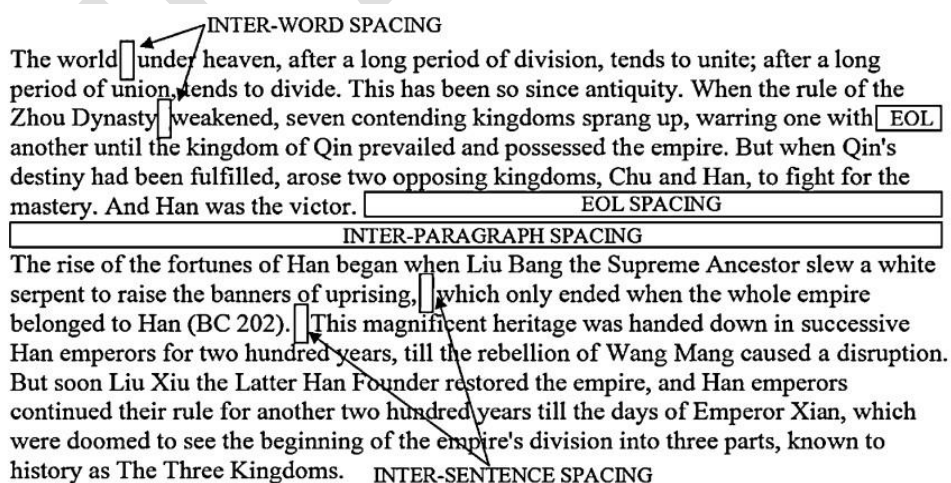 INTER-WORD SPACING
The world under heaven, after a long period of division, tends to unite; after a long
period of union, tends to divide. This has been so since antiquity. When the rule of the
Zhou Dynasty weakened, seven contending kingdoms sprang up, warring one with EOL
another until the kingdom of Qin prevailed and possessed the empire. But when Qin's
destiny had been fulfilled, arose two opposing kingdoms, Chu and Han, to fight for the
mastery. And Han was the victor. EOL SPACING
INTER-PARAGRAPH SPACING
The rise of the fortunes of Han began when Liu Bang the Supreme Ancestor slew a white
serpent to raise the banners of uprising, which only ended when the whole empire
belonged to Han (BC 202). This magnificent heritage was handed down in successive
Han emperors for two hundred years, till the rebellion of Wang Mang caused a disruption.
But soon Liu Xiu the Latter Han Founder restored the empire, and Han emperors
continued their rule for another two hundred years till the days of Emperor Xian, which
were doomed to see the beginning of the empire's division into three parts, known to
history as The Three Kingdoms. INTER-SENTENCE SPACING